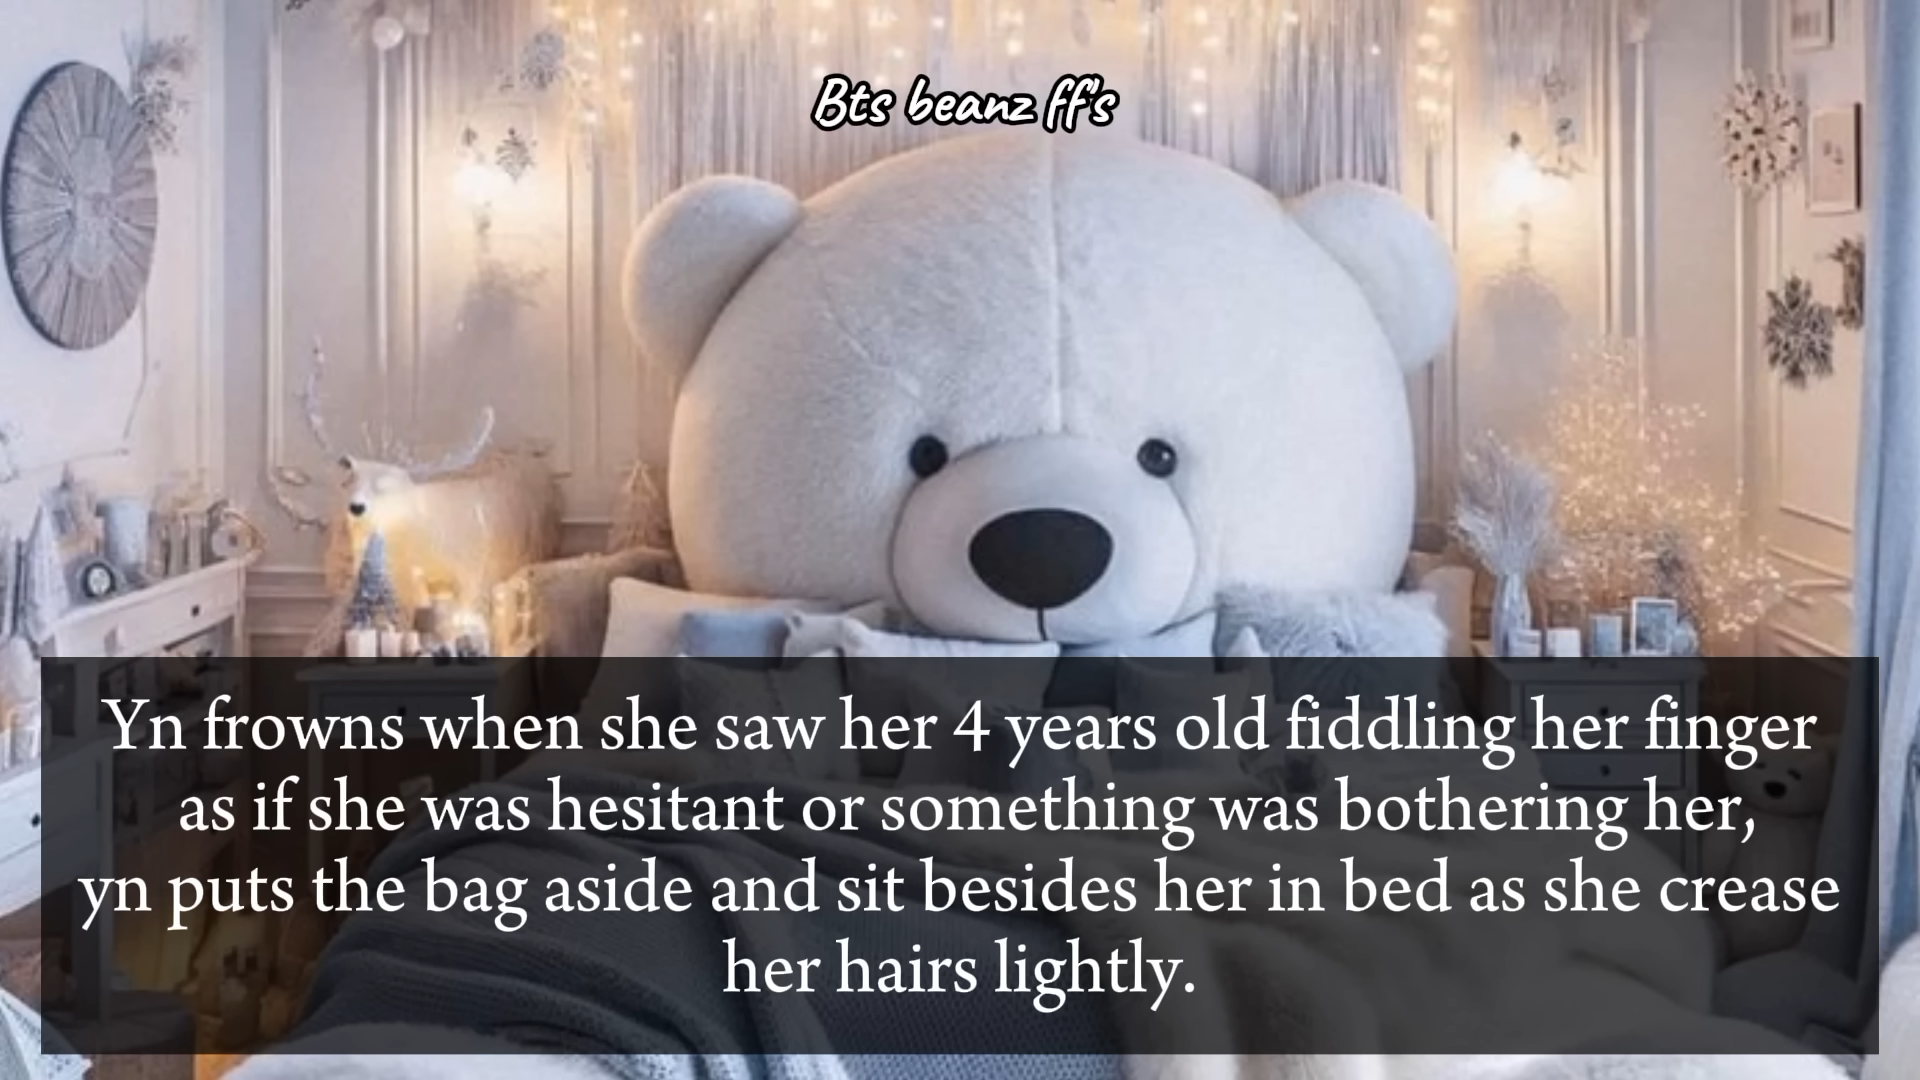 Bts beanz ff's
Yn frowns when she saw her 4 years old fiddling her finger
as if she was hesitant or something was bothering her,
yn puts the bag aside and sit besides her in bed as she crease
her hairs lightly.